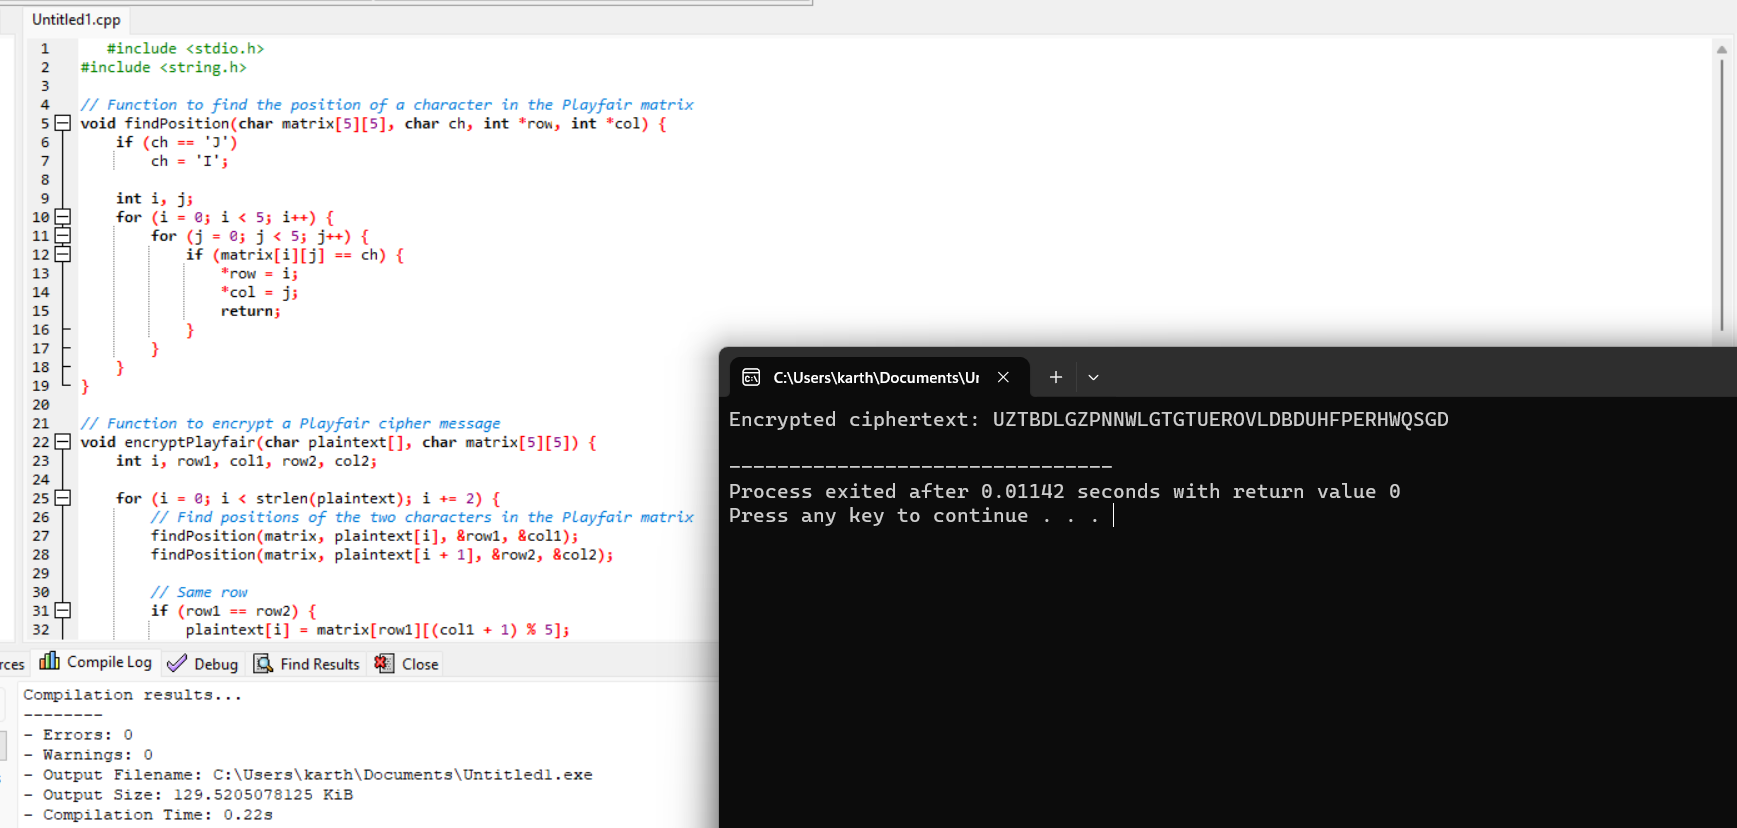 Untitled1.cpp
1 #include <stdio.h>
2 #include <string.h>
3
4 // Function to find the position of a character in the Playfair matrix
5 void findPosition(char matrix[5][5], char ch, int *row, int *col) {
6 if (ch == 'J')
7 ch = 'I';
8
9 int i, j;
10 for (i = 0; i < 5; i++) {
11 for (j = 0; j < 5; j++) {
12 if (matrix[i][j] == ch) {
13 *row = i;
14 *col = j;
15 return;
16 }
17 }
18 }
19 }
20
21 // Function to encrypt a Playfair cipher message
22 void encryptPlayfair(char plaintext[], char matrix[5][5]) {
23 int i, row1, col1, row2, col2;
24
25 for (i = 0; i < strlen(plaintext); i += 2) {
26 // Find positions of the two characters in the Playfair matrix
27 findPosition(matrix, plaintext[i], &row1, &col1);
28 findPosition(matrix, plaintext[i + 1], &row2, &col2);
29
30 // Same row
31 if (row1 == row2) {
32 plaintext[i] = matrix[row1][(col1 + 1) % 5];
C:\Users\karth\Documents\Ur
Encrypted ciphertext: UZTBDLGZPNNWLGTGTUEROVLDBDUHFPERHWQSGD
--------------------------------
Process exited after 0.01142 seconds with return value 0
Press any key to continue . . .
rces Compile Log Debug Find Results Close
Compilation results...
--------
- Errors: 0
- Warnings: 0
- Output Filename: C:\Users\karth\Documents\Untitled1.exe
- Output Size: 129.5205078125 KiB
- Compilation Time: 0.22s